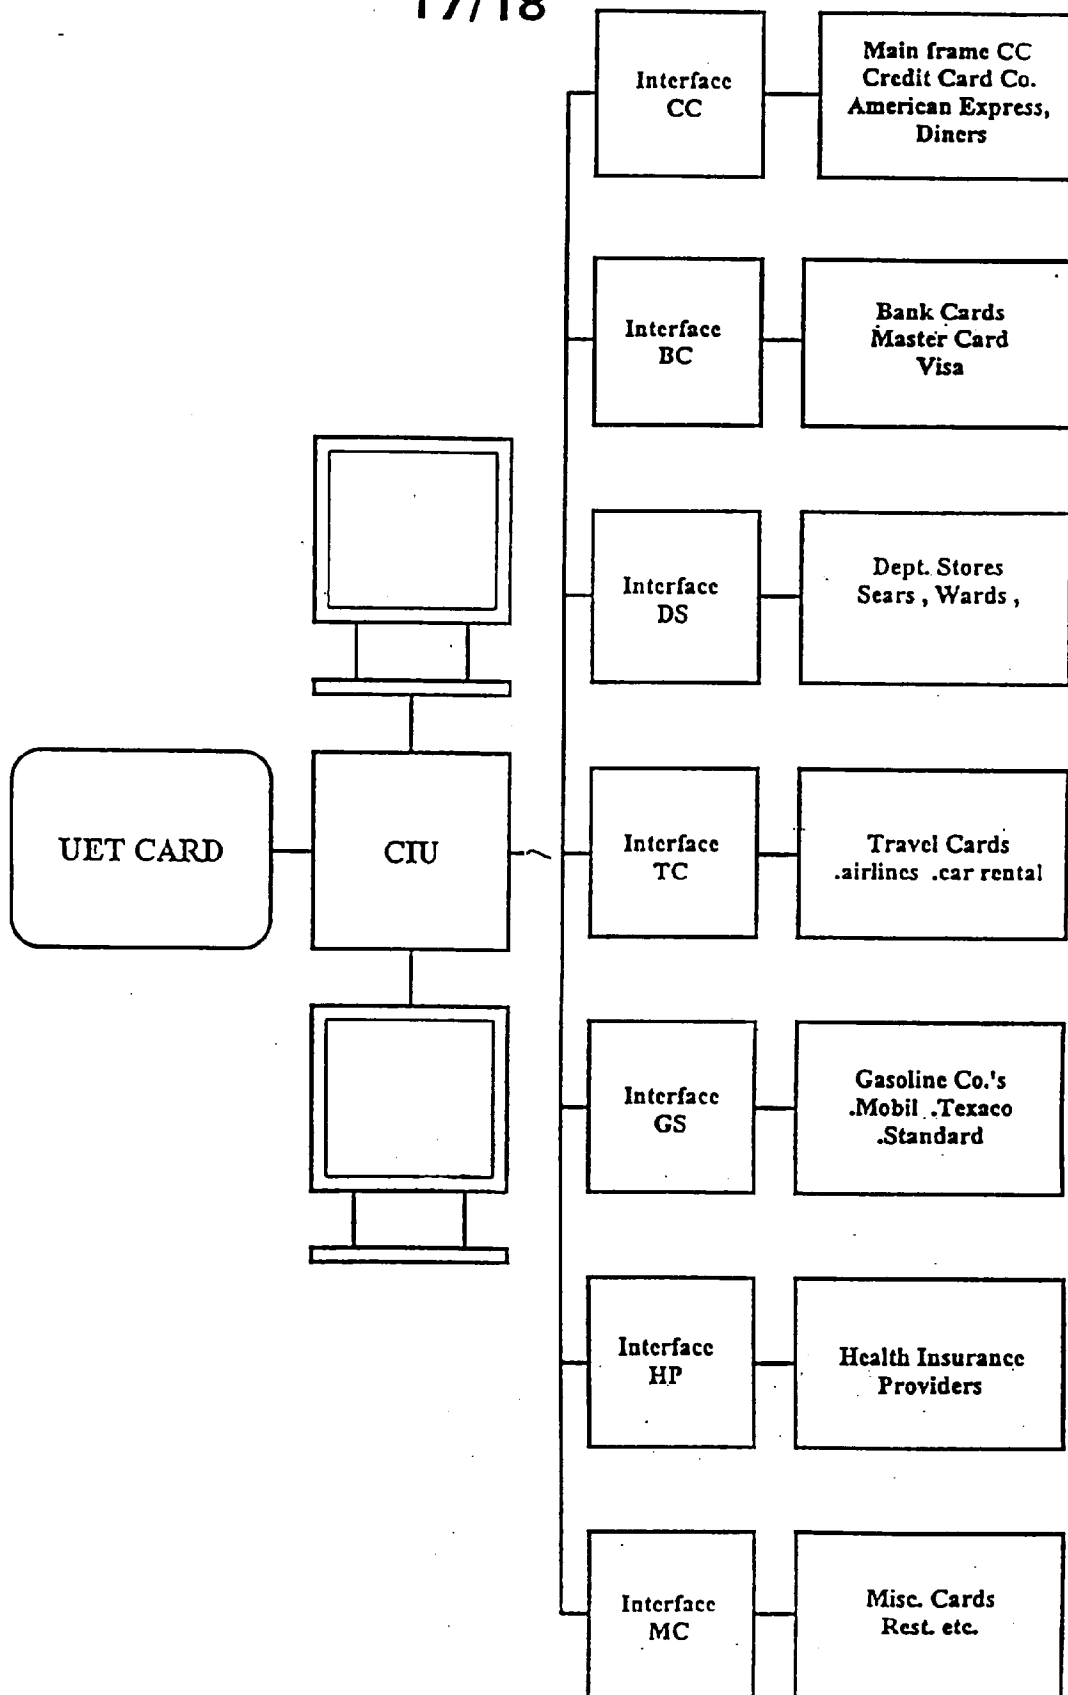 17/18
Interface
CC
Main frame CC
Credit Card Co.
American Express,
Diners
Interface
BC
Bank Cards
Master Card
Visa
Interface
DS
Dept. Stores
Sears , Wards ,
UET CARD
CIU
Interface
TC
Travel Cards
.airlines .car rental
Interface
GS
Gasoline Co.'s
.Mobil .Texaco
.Standard
Interface
HP
Health Insurance
Providers
Interface
MC
Misc. Cards
Rest. etc.